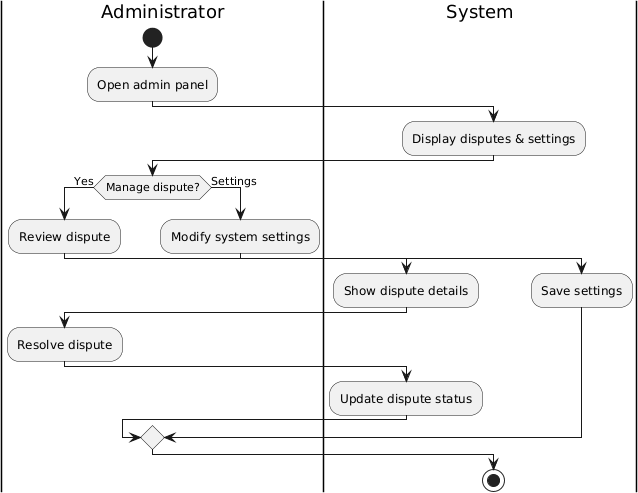 Administrator
System
Open admin panel
Display disputes & settings
Yes
Manage dispute?
Settings
Review dispute
Modify system settings
Show dispute details
Save settings
Resolve dispute
Update dispute status